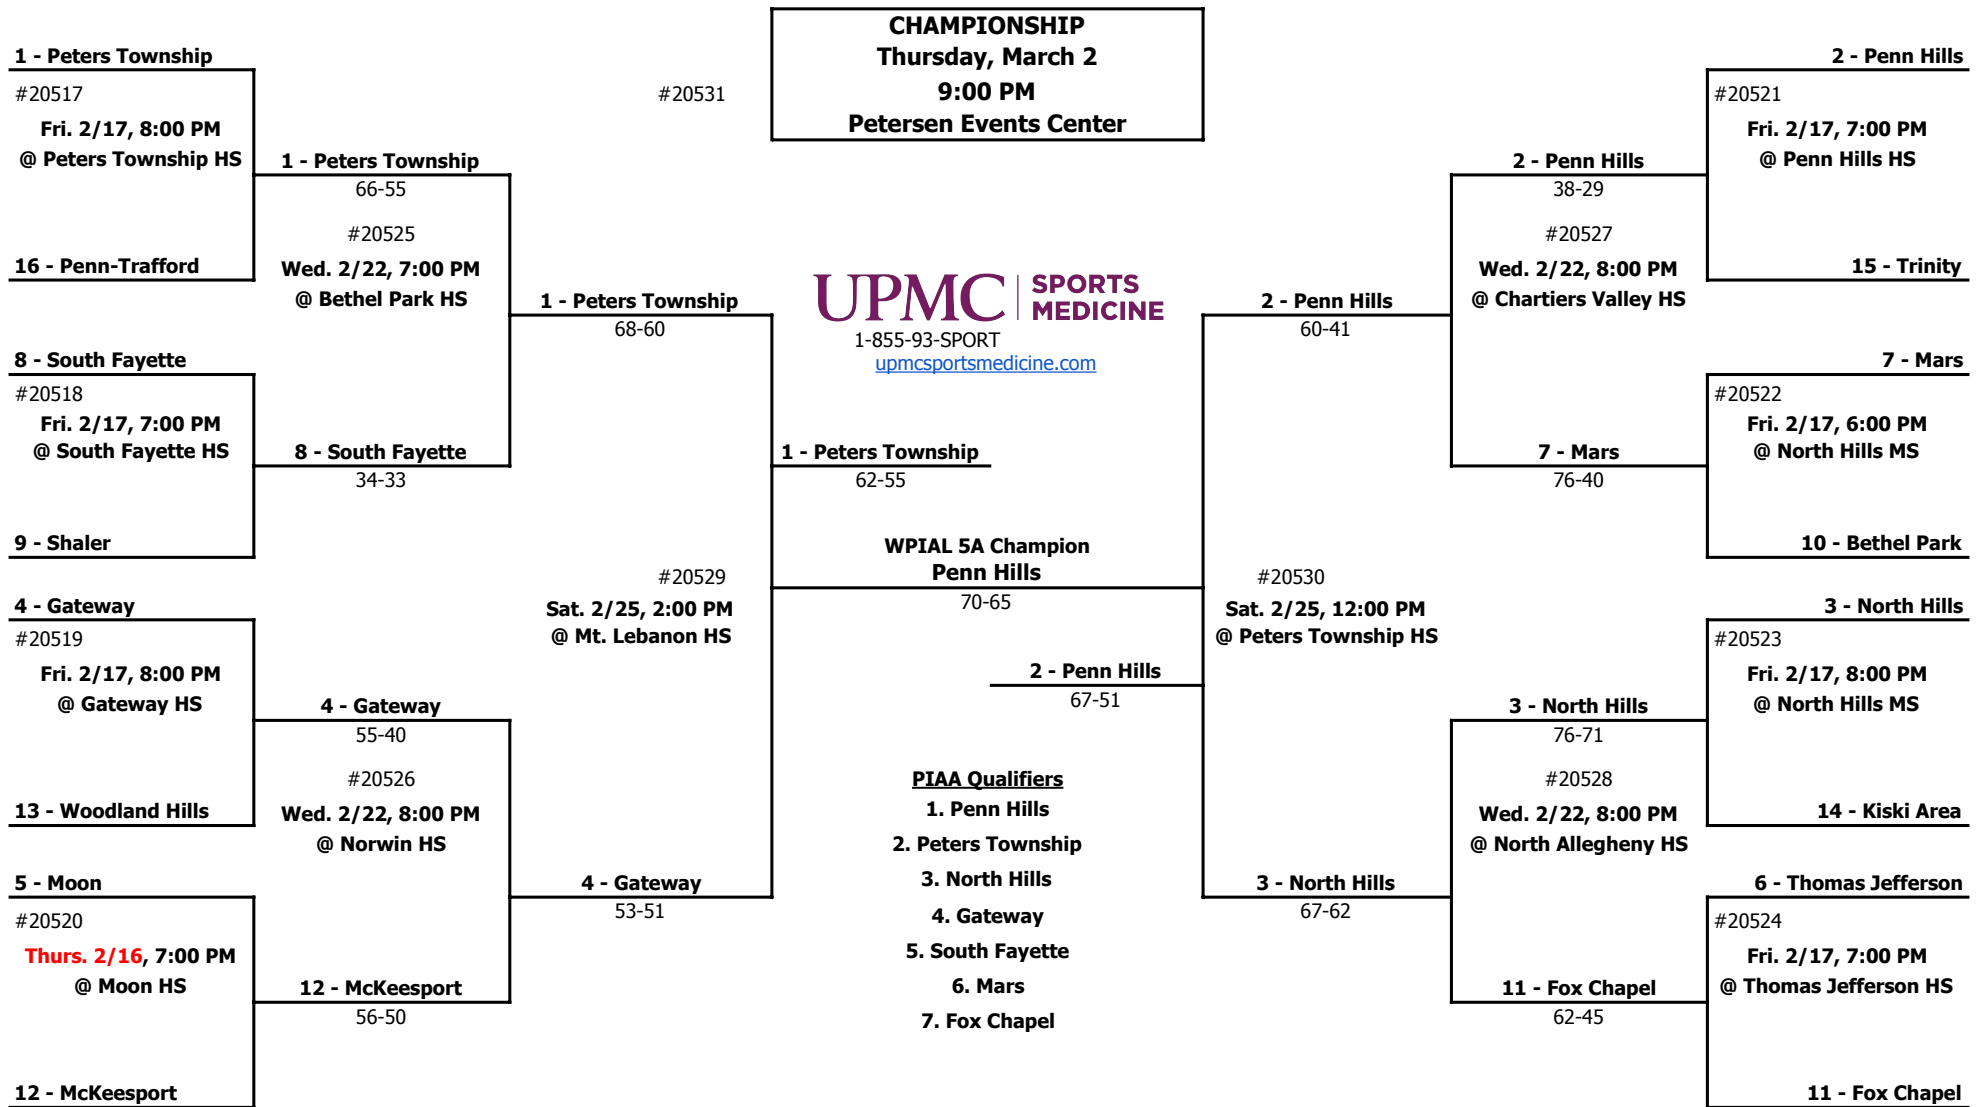 CHAMPIONSHIP
Thursday, March 2
9:00 PM
Petersen Events Center
#20531
1 - Peters Township
#20517
Fri. 2/17, 8:00 PM
@ Peters Township HS
16 - Penn-Trafford
8 - South Fayette
#20518
Fri. 2/17, 7:00 PM
@ South Fayette HS
9 - Shaler
4 - Gateway
#20519
Fri. 2/17, 8:00 PM
@ Gateway HS
13 - Woodland Hills
5 - Moon
#20520
Thurs. 2/16, 7:00 PM
@ Moon HS
12 - McKeesport
1 - Peters Township
66-55
#20525
Wed. 2/22, 7:00 PM
@ Bethel Park HS
8 - South Fayette
34-33
4 - Gateway
55-40
#20526
Wed. 2/22, 8:00 PM
@ Norwin HS
12 - McKeesport
56-50
1 - Peters Township
68-60
#20529
Sat. 2/25, 2:00 PM
@ Mt. Lebanon HS
4 - Gateway
53-51
UPMC SPORTS
MEDICINE
1-855-93-SPORT
upmcsportsmedicine.com
1 - Peters Township
62-55
WPIAL 5A Champion
Penn Hills
70-65
2 - Penn Hills
67-51
PIAA Qualifiers
1. Penn Hills
2. Peters Township
3. North Hills
4. Gateway
5. South Fayette
6. Mars
7. Fox Chapel
2 - Penn Hills
60-41
#20530
Sat. 2/25, 12:00 PM
@ Peters Township HS
3 - North Hills
67-62
2 - Penn Hills
38-29
#20527
Wed. 2/22, 8:00 PM
@ Chartiers Valley HS
7 - Mars
76-40
3 - North Hills
76-71
#20528
Wed. 2/22, 8:00 PM
@ North Allegheny HS
11 - Fox Chapel
62-45
2 - Penn Hills
#20521
Fri. 2/17, 7:00 PM
@ Penn Hills HS
15 - Trinity
7 - Mars
#20522
Fri. 2/17, 6:00 PM
@ North Hills MS
10 - Bethel Park
3 - North Hills
#20523
Fri. 2/17, 8:00 PM
@ North Hills MS
14 - Kiski Area
6 - Thomas Jefferson
#20524
Fri. 2/17, 7:00 PM
@ Thomas Jefferson HS
11 - Fox Chapel